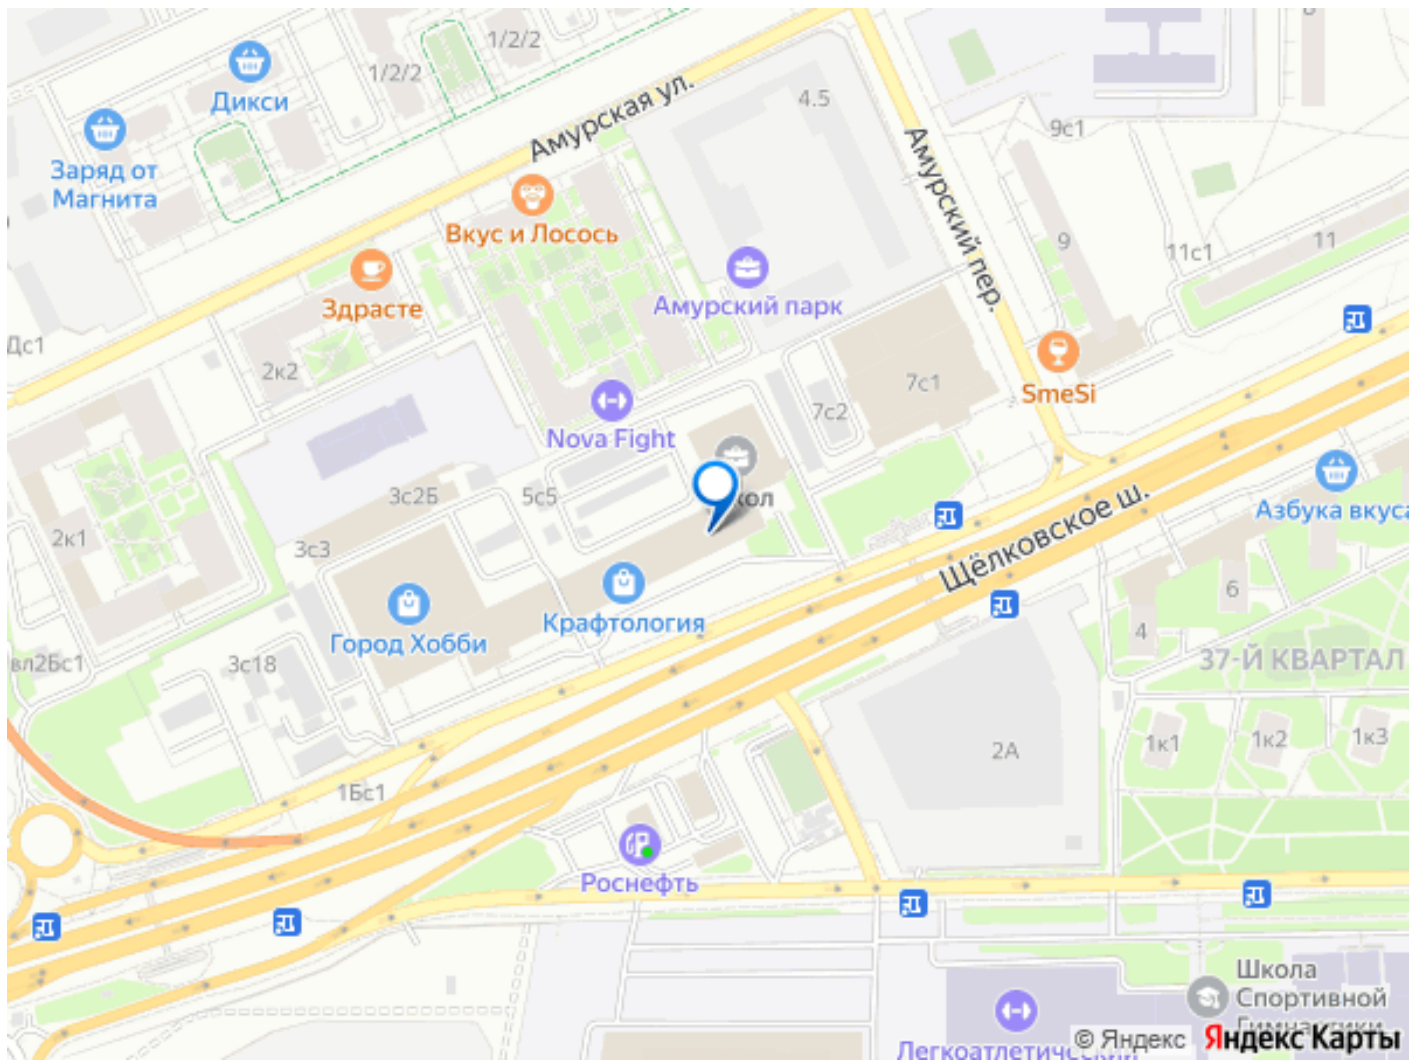 1/2/2
1/2/2
Дикси
Заряд от
Магнита
Амурская ул.
4.5
9с1
Амурский пер.
Вкус и Лосось
9
11
11с1
Здрасте
Амурский парк
Дс1
2к2
7с1
SmeSi
7с2
Nova Fight
3с2Б
5с5
Щёлковское ш.
Азбука вкуса
2к1
3с3
Крафтология
Город Хобби
6
4
37-Й КВАРТАЛ
вл2Бс1
3с18
2А
1к1
1к2
1к3
1Бс1
Роснефть
Школа
Спортивной
Гимнастики
Легкоатлетический
© Яндекс Яндекс Карты